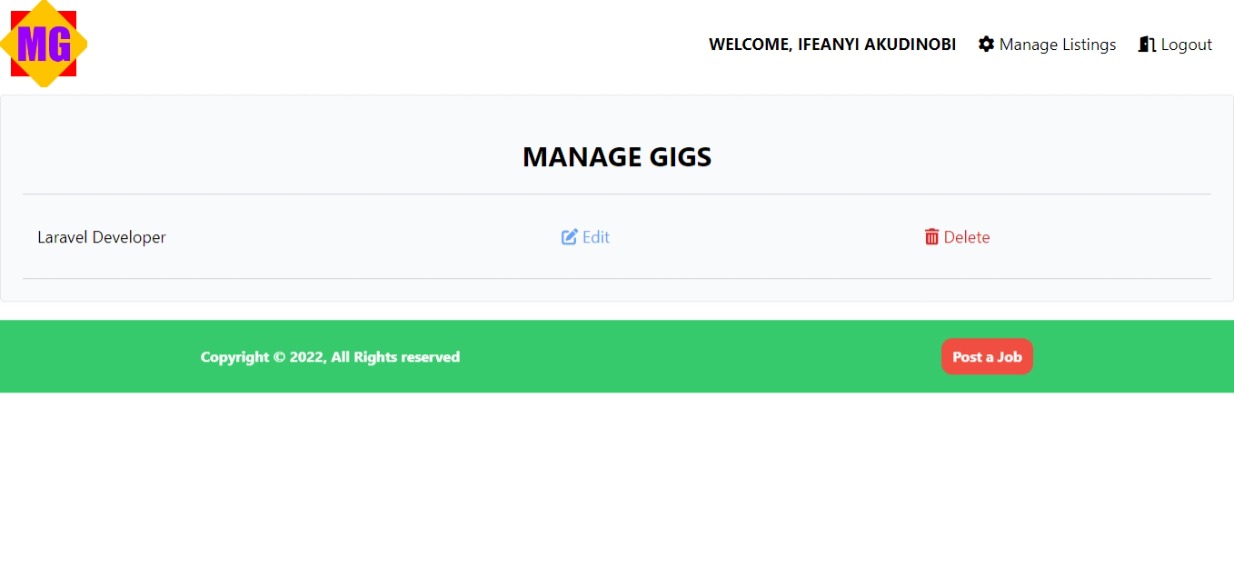 MG
WELCOME, IFEANYI AKUDINOBI Manage Listings Logout
MANAGE GIGS
Laravel Developer Edit Delete
Copyright © 2022, All Rights reserved Post a Job